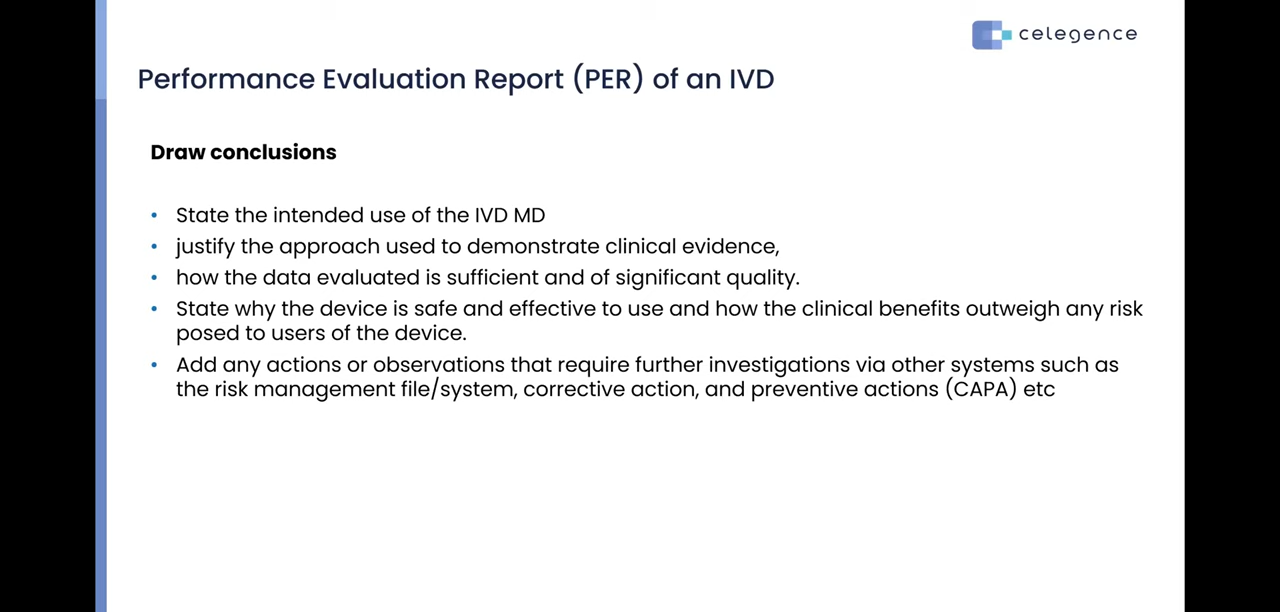 celegence
Performance Evaluation Report (PER) of an IVD
Draw conclusions
• State the intended use of the IVD MD
• justify the approach used to demonstrate clinical evidence,
• how the data evaluated is sufficient and of significant quality.
• State why the device is safe and effective to use and how the clinical benefits outweigh any risk
posed to users of the device.
• Add any actions or observations that require further investigations via other systems such as
the risk management file/system, corrective action, and preventive actions (CAPA) etc